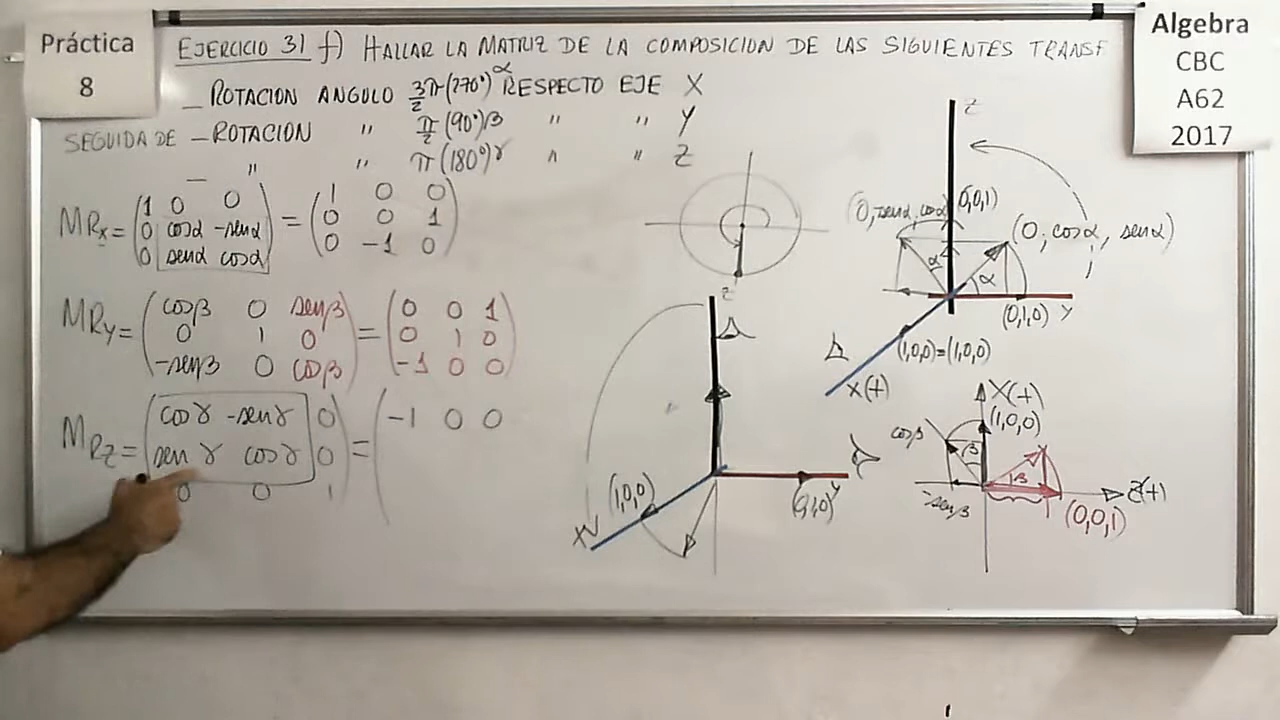 Práctica
8
Algebra
CBC
A62
2017
EJERCICIO 31 f) HALLAR LA MATRIZ DE LA COMPOSICION DE LAS SIGUIENTES TRANSF
_ ROTACION ANGULO 3π/2 (270°) α RESPECTO EJE X
SEGUIDA DE _ ROTACION " π/2 (90°) β " " Y
_ " " π (180°) γ " " Z
MRx = (1 0 0) = (1 0 0)
(0 cosα -senα) (0 0 1)
(0 senα cosα) (0 -1 0)
MRy = (cosβ 0 senβ) = (0 0 1)
(0 1 0) (0 1 0)
(-senβ 0 cosβ) (-1 0 0)
MRz = (cosγ -senγ 0) = (-1 0 0
(senγ cosγ 0)
0 0 1
z
(1,0,0)
X
Y
z
(0,-senα,cosα)
(0,0,1)
(0, cosα, senα)
α
α
(0,1,0)
Y
(1,0,0)=(1,0,0)
X(+)
X(+)
(1,0,0)
cosβ
β
β
-senβ
Z(+)
(0,0,1)